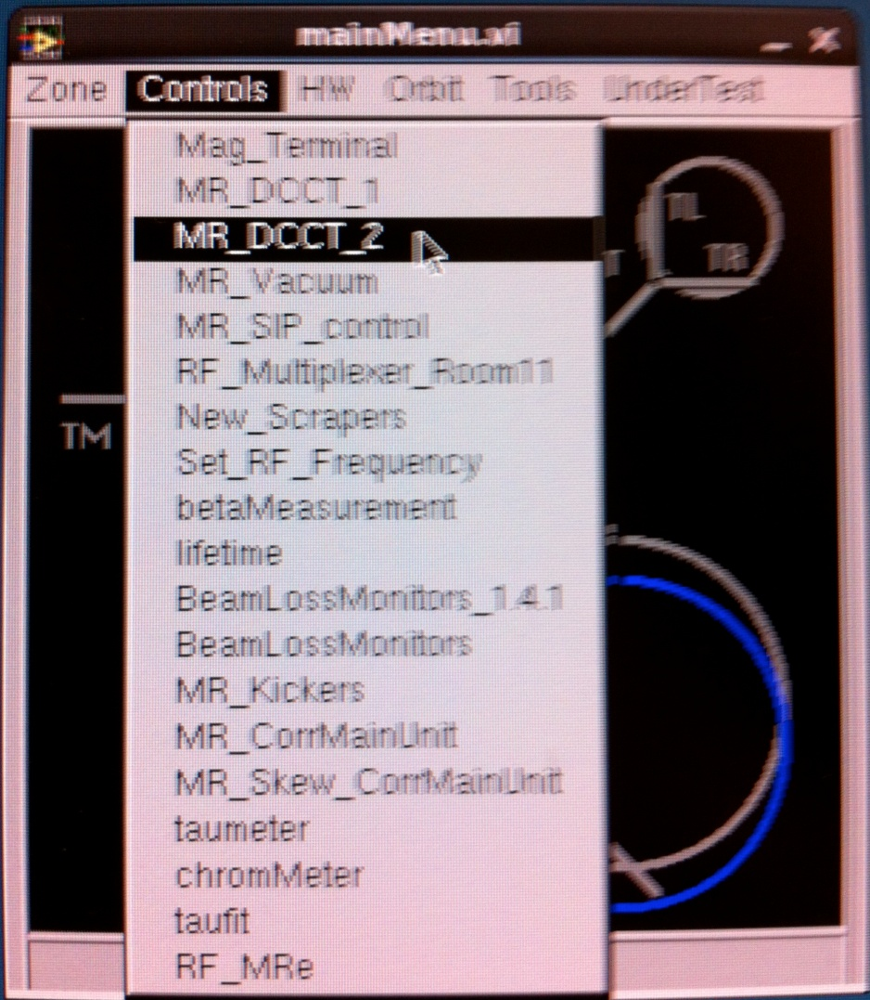 mainMenu.vi
Zone Controls HW Orbit Tools UnderTest
Mag_Terminal
MR_DCCT_1
MR_DCCT_2
MR_Vacuum
MR_SIP_control
RF_Multiplexer_Room11
New_Scrapers
Set_RF_Frequency
betaMeasurement
lifetime
BeamLossMonitors_1.4.1
BeamLossMonitors
MR_Kickers
MR_CorrMainUnit
MR_Skew_CorrMainUnit
taumeter
chromMeter
taufit
RF_MRe
TL
TR
TM